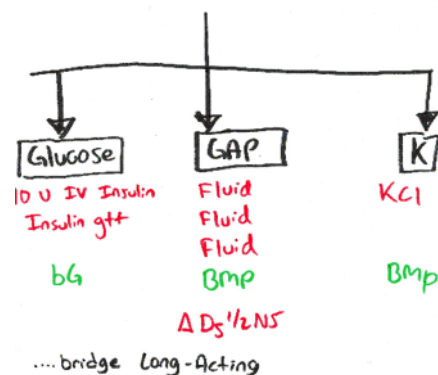 Glucose
GAP
K
10 U IV Insulin
Insulin gtt
bG
Fluid
Fluid
Fluid
BMP
Δ D5 1/2 NS
KCl
BMP
....bridge Long-Acting